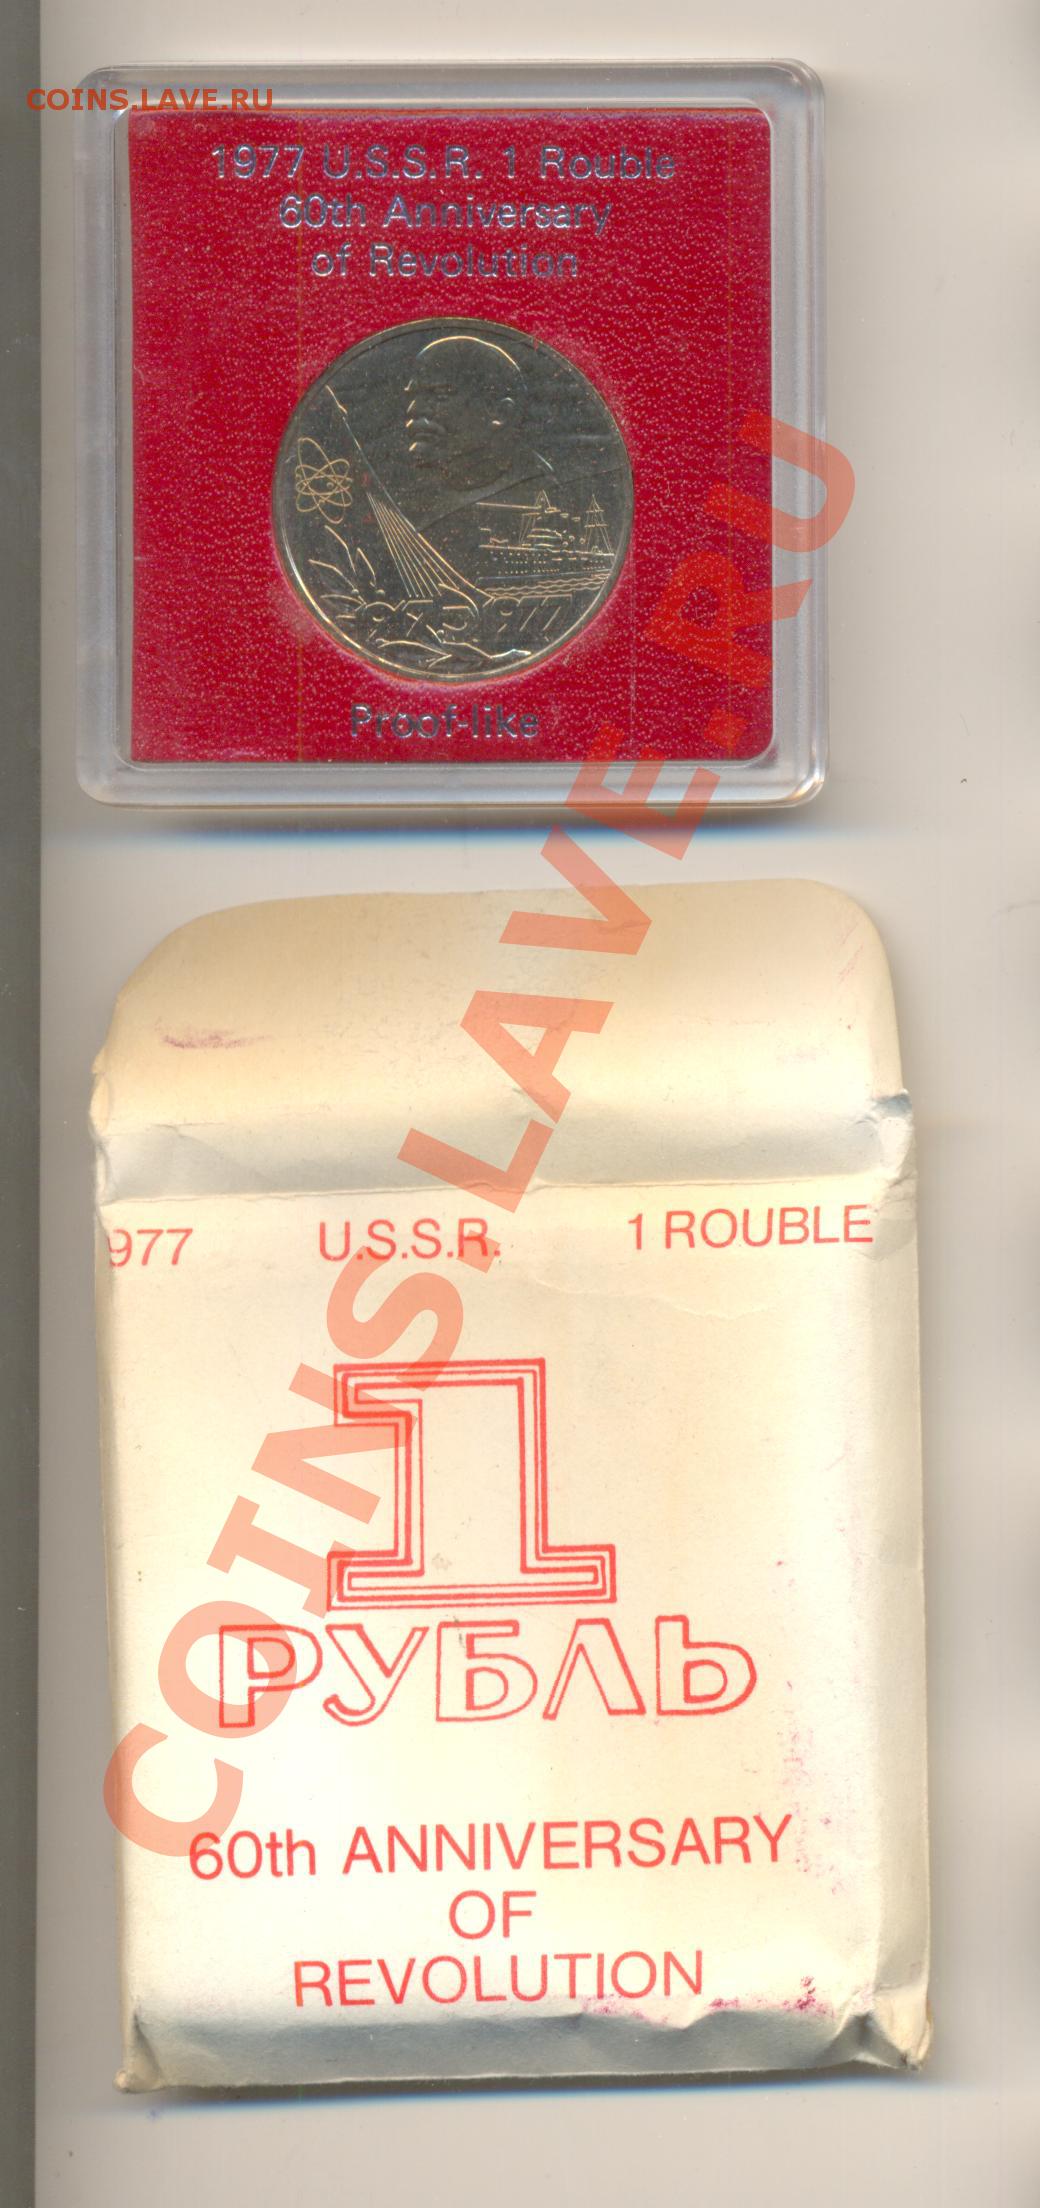 COINS.LAVE.RU
1977 U.S.S.R. 1 Rouble
60th Anniversary
of Revolution
1977
Proof-like
COINS.LAVE.RU
977 U.S.S.R. 1 ROUBLE
1
РУБЛЬ
60th ANNIVERSARY
OF
REVOLUTION